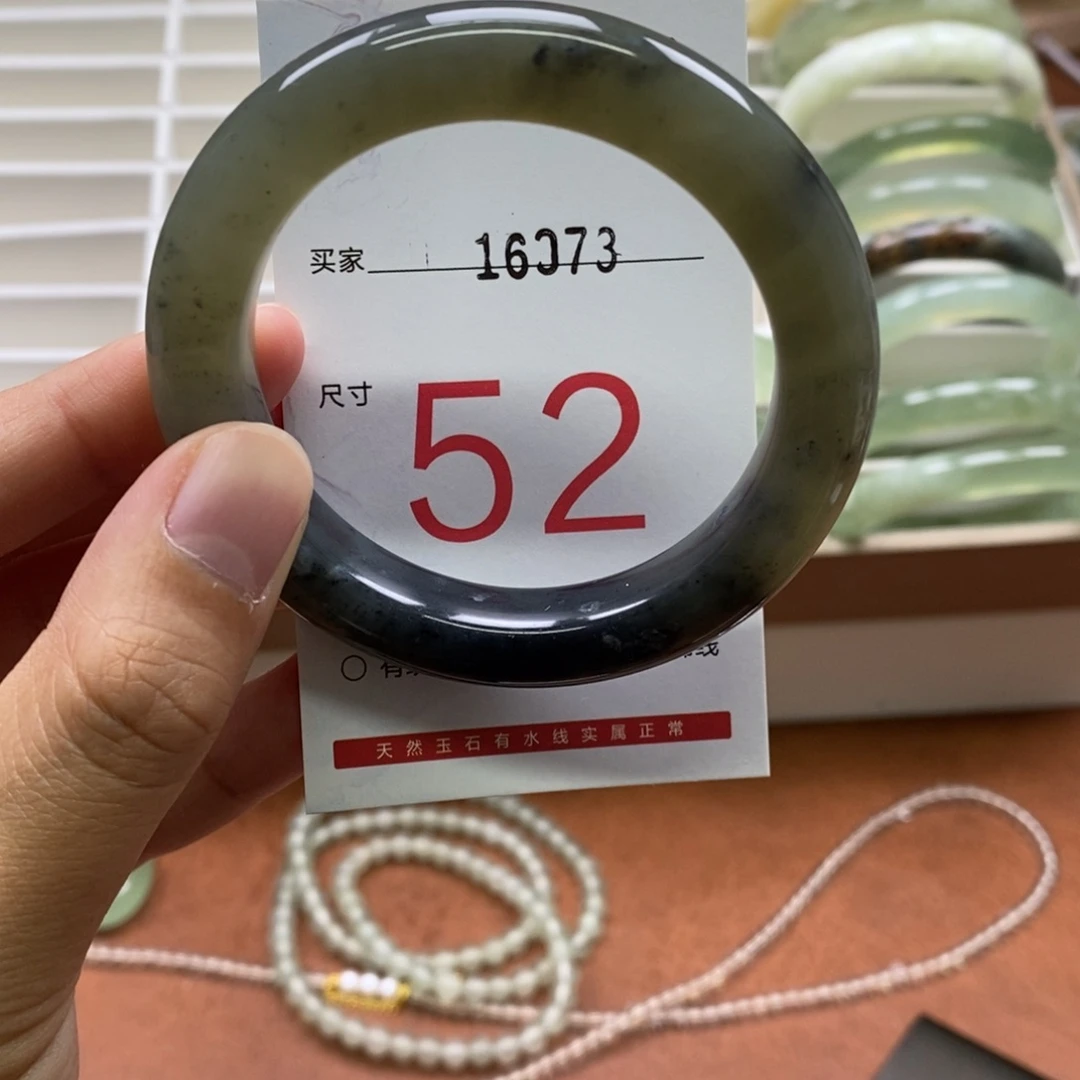 买家 16073
尺寸 52
天然玉石有水线实属正常